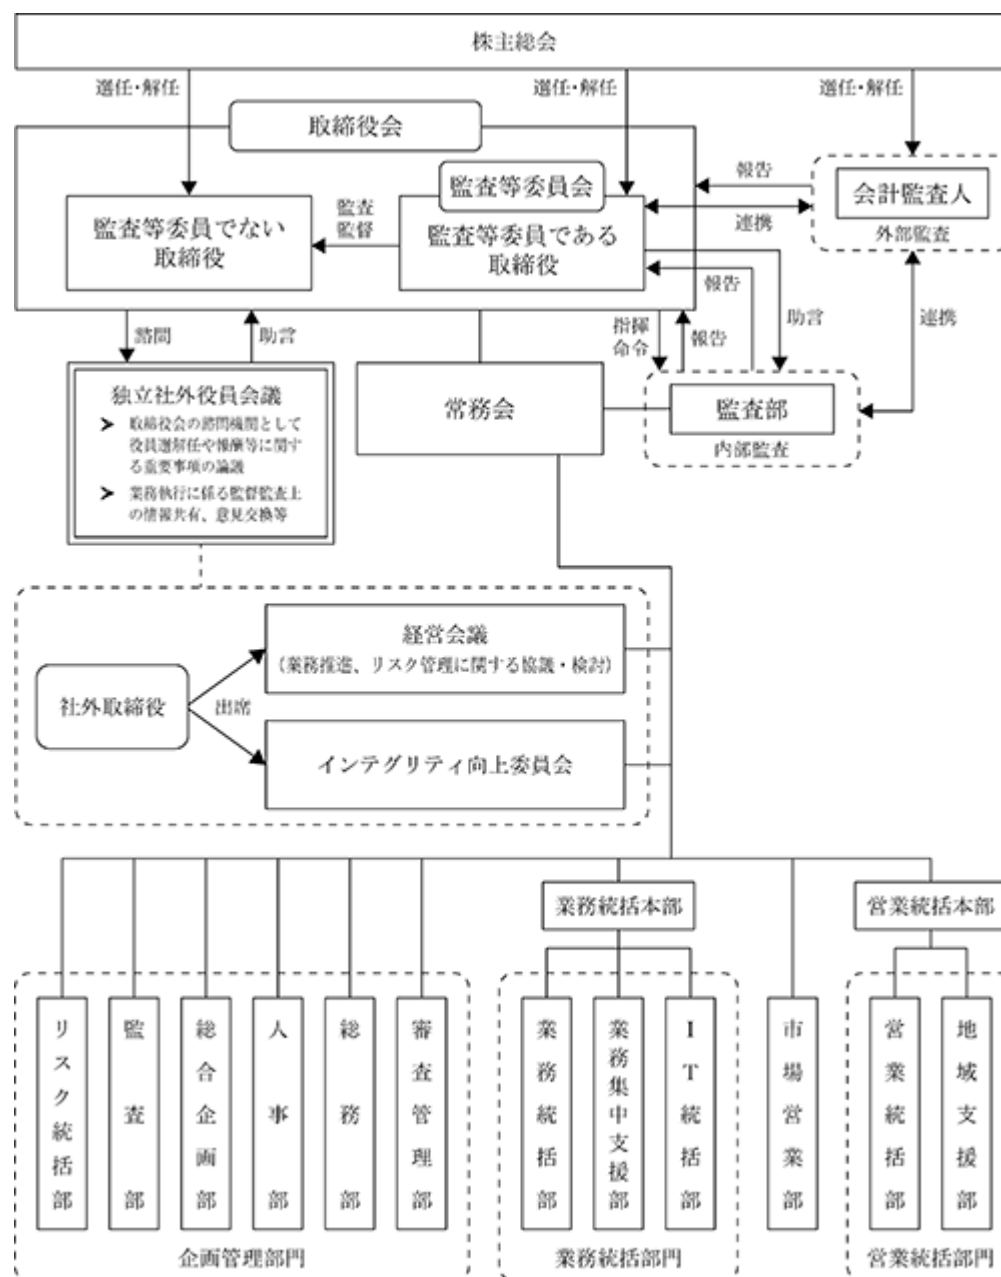 株主総会
選任・解任
選任・解任
選任・解任
取締役会
監査等委員会
報告
会計監査人
外部監査
監査等委員でない
取締役
監査
監督
監査等委員である
取締役
連携
報告
諮問
助言
指揮
命令
報告
助言
連携
独立社外役員会議
➤ 取締役会の諮問機関として
役員選解任や報酬等に関す
る重要事項の論議
➤ 業務執行に係る監督監査上
の情報共有、意見交換等
常務会
監査部
内部監査
経営会議
(業務推進、リスク管理に関する協議・検討)
社外取締役
出席
インテグリティ向上委員会
業務統括本部
営業統括本部
リスク統括部
監査部
総合企画部
人事部
総務部
審査管理部
業務統括部
業務集中支援部
IT統括部
市場営業部
営業統括部
地域支援部
企画管理部門
業務統括部門
営業統括部門